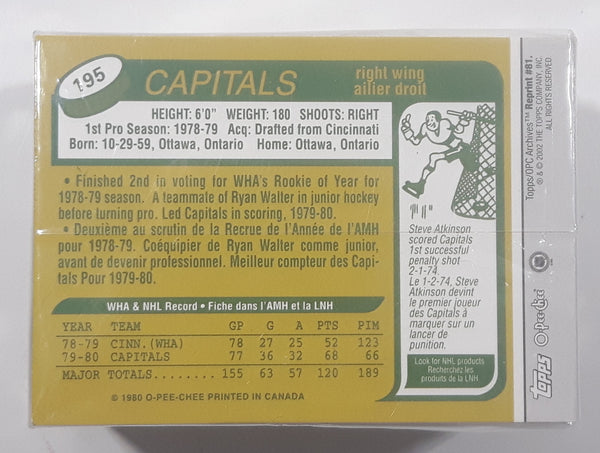 195
CAPITALS
right wing
ailier droit
HEIGHT: 6'0" WEIGHT: 180 SHOOTS: RIGHT
1st Pro Season: 1978-79 Acq: Drafted from Cincinnati
Born: 10-29-59, Ottawa, Ontario Home: Ottawa, Ontario
• Finished 2nd in voting for WHA's Rookie of Year for
1978-79 season. A teammate of Ryan Walter in junior hockey
before turning pro. Led Capitals in scoring, 1979-80.
• Deuxième au scrutin de la Recrue de l'Année de l'AMH
pour 1978-79. Coéquipier de Ryan Walter comme junior,
avant de devenir professionnel. Meilleur compteur des Capi-
tals Pour 1979-80.
WHA & NHL Record • Fiche dans l'AMH et la LNH
YEAR TEAM GP G A PTS PIM
78-79 CINN. (WHA) 78 27 25 52 123
79-80 CAPITALS 77 36 32 68 66
MAJOR TOTALS........ 155 63 57 120 189
© 1980 O-PEE-CHEE PRINTED IN CANADA
Steve Atkinson
scored Capitals
1st successful
penalty shot
2-1-74.
Le 1-2-74, Steve
Atkinson devint
le premier joueur
des Capitals à
marquer sur un
lancer de
punition.
Look for NHL products
Recherchez les
produits de la LNH
Topps/OPC Archives™ Reprint #81.
® & © 2002 THE TOPPS COMPANY, INC.
ALL RIGHTS RESERVED
O-Pee-Chee
Topps